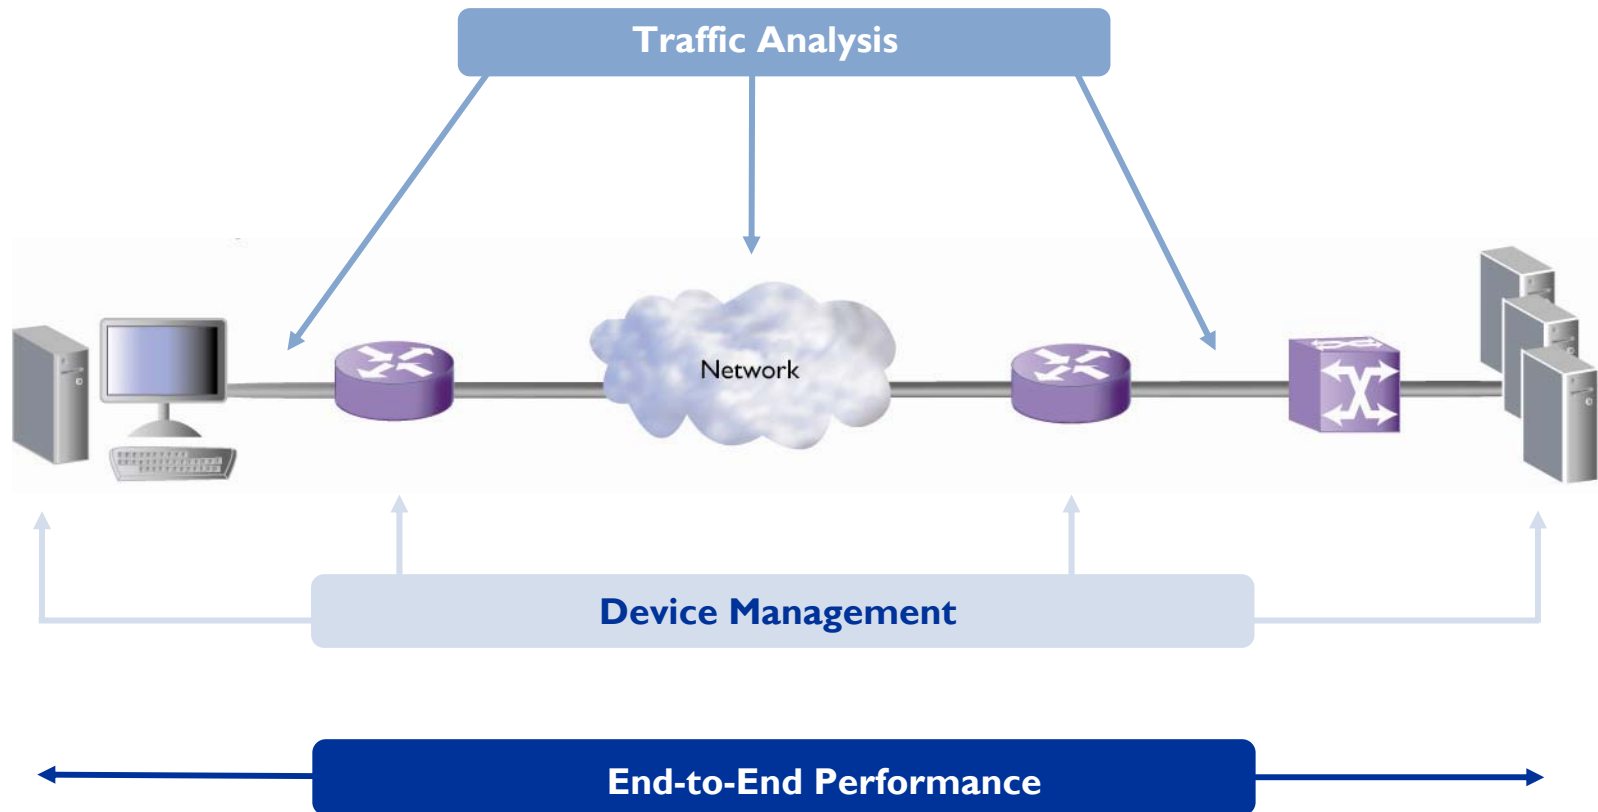 Traffic Analysis
Network
Device Management
End-to-End Performance